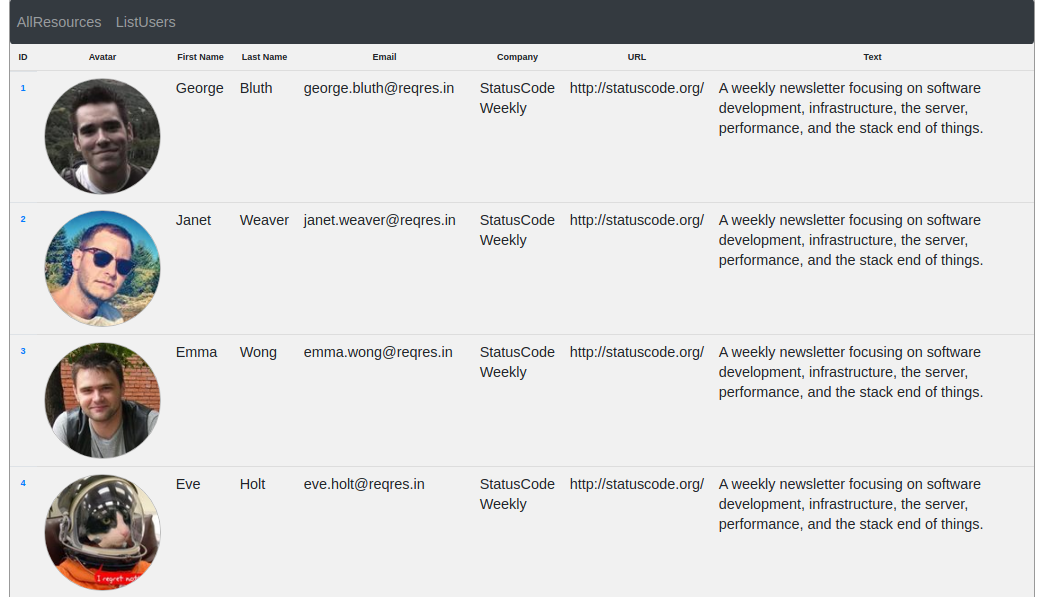 AllResources ListUsers
ID Avatar First Name Last Name Email Company URL Text
1 George Bluth george.bluth@reqres.in StatusCode http://statuscode.org/ A weekly newsletter focusing on software
Weekly development, infrastructure, the server,
performance, and the stack end of things.
2 Janet Weaver janet.weaver@reqres.in StatusCode http://statuscode.org/ A weekly newsletter focusing on software
Weekly development, infrastructure, the server,
performance, and the stack end of things.
3 Emma Wong emma.wong@reqres.in StatusCode http://statuscode.org/ A weekly newsletter focusing on software
Weekly development, infrastructure, the server,
performance, and the stack end of things.
4 Eve Holt eve.holt@reqres.in StatusCode http://statuscode.org/ A weekly newsletter focusing on software
Weekly development, infrastructure, the server,
performance, and the stack end of things.
I regret